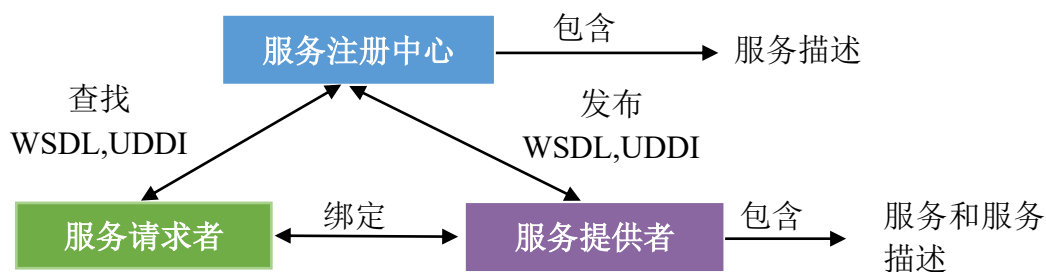 包含
服务注册中心
服务描述
查找
WSDL,UDDI
发布
WSDL,UDDI
服务请求者
绑定
服务提供者
包含
服务和服务
描述